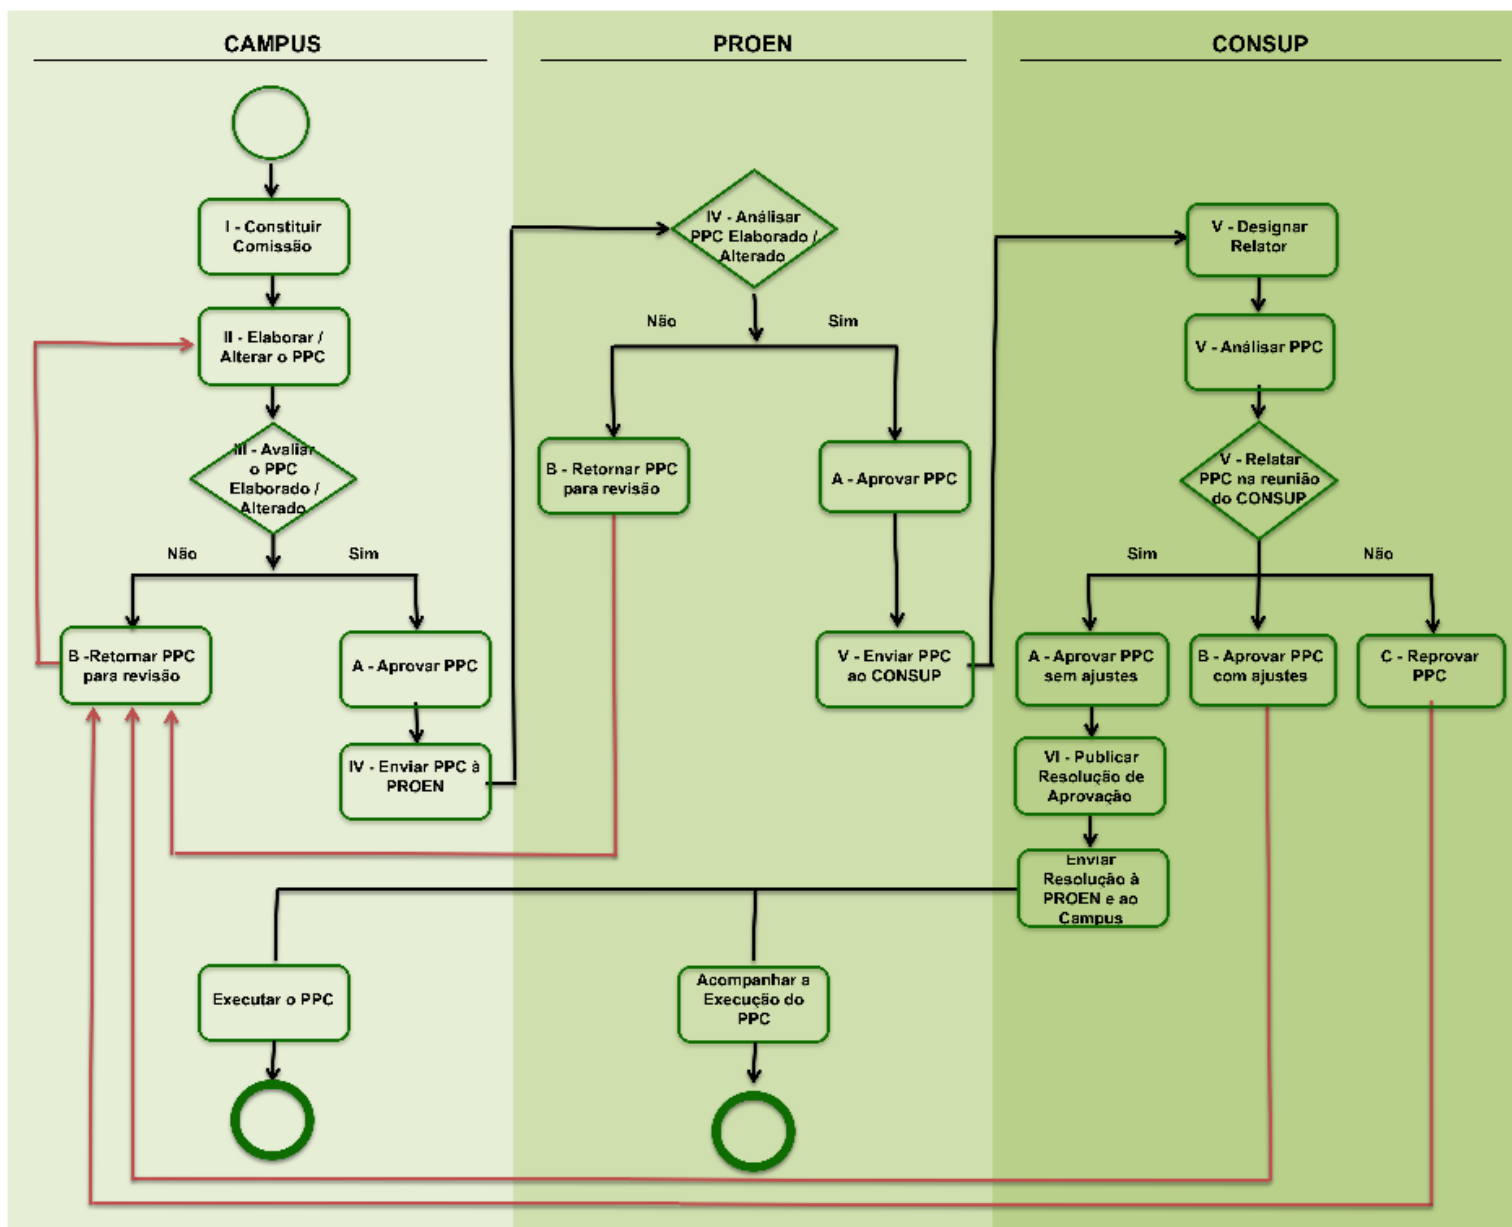 CAMPUS
I - Constituir
Comissão
II - Elaborar /
Alterar o PPC
III - Avaliar
o PPC
Elaborado /
Alterado
Não
Sim
B -Retornar PPC
para revisão
A - Aprovar PPC
IV - Enviar PPC à
PROEN
Executar o PPC
PROEN
IV - Análisar
PPC Elaborado /
Alterado
Não
Sim
B - Retornar PPC
para revisão
A - Aprovar PPC
V - Enviar PPC
ao CONSUP
Acompanhar a
Execução do
PPC
CONSUP
V - Designar
Relator
V - Análisar PPC
V - Relatar
PPC na reunião
do CONSUP
Sim
Não
A - Aprovar PPC
sem ajustes
B - Aprovar PPC
com ajustes
C - Reprovar
PPC
VI - Publicar
Resolução de
Aprovação
Enviar
Resolução à
PROEN e ao
Campus